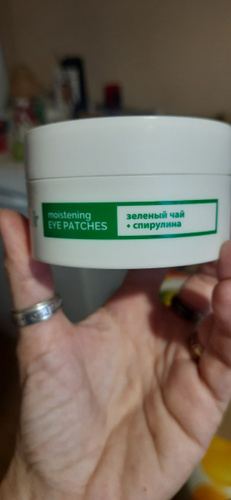 moistening
EYE PATCHES
зеленый чай
+ спирулина